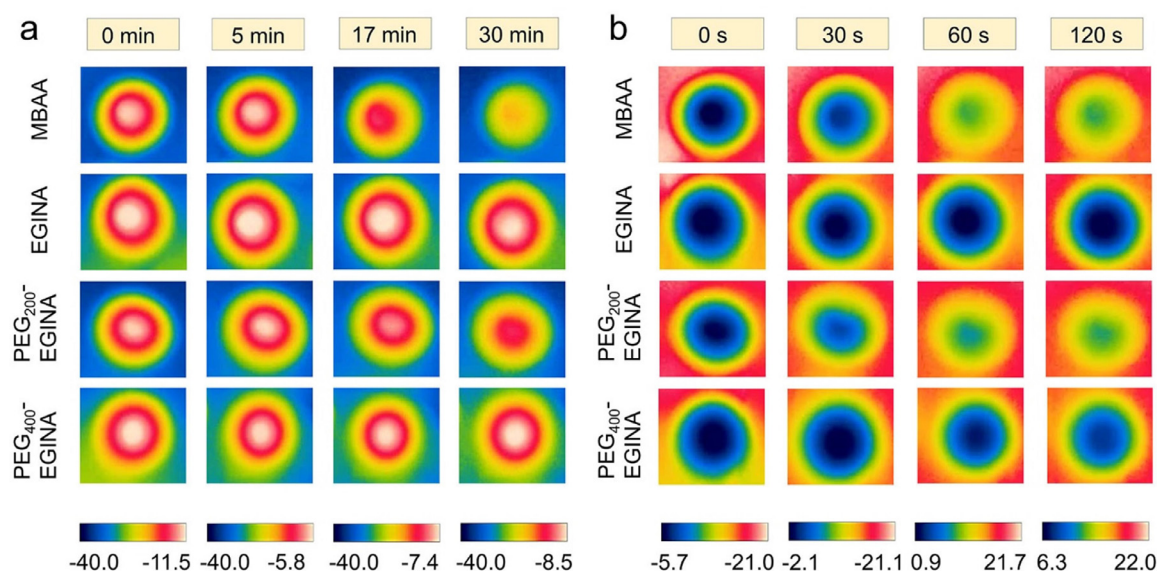 a
0 min 5 min 17 min 30 min
MBAA
EGINA
PEG200-
EGINA
PEG400-
EGINA
-40.0 -11.5 -40.0 -5.8 -40.0 -7.4 -40.0 -8.5
b
0 s 30 s 60 s 120 s
MBAA
EGINA
PEG200-
EGINA
PEG400-
EGINA
-5.7 -21.0 -2.1 -21.1 0.9 21.7 6.3 22.0